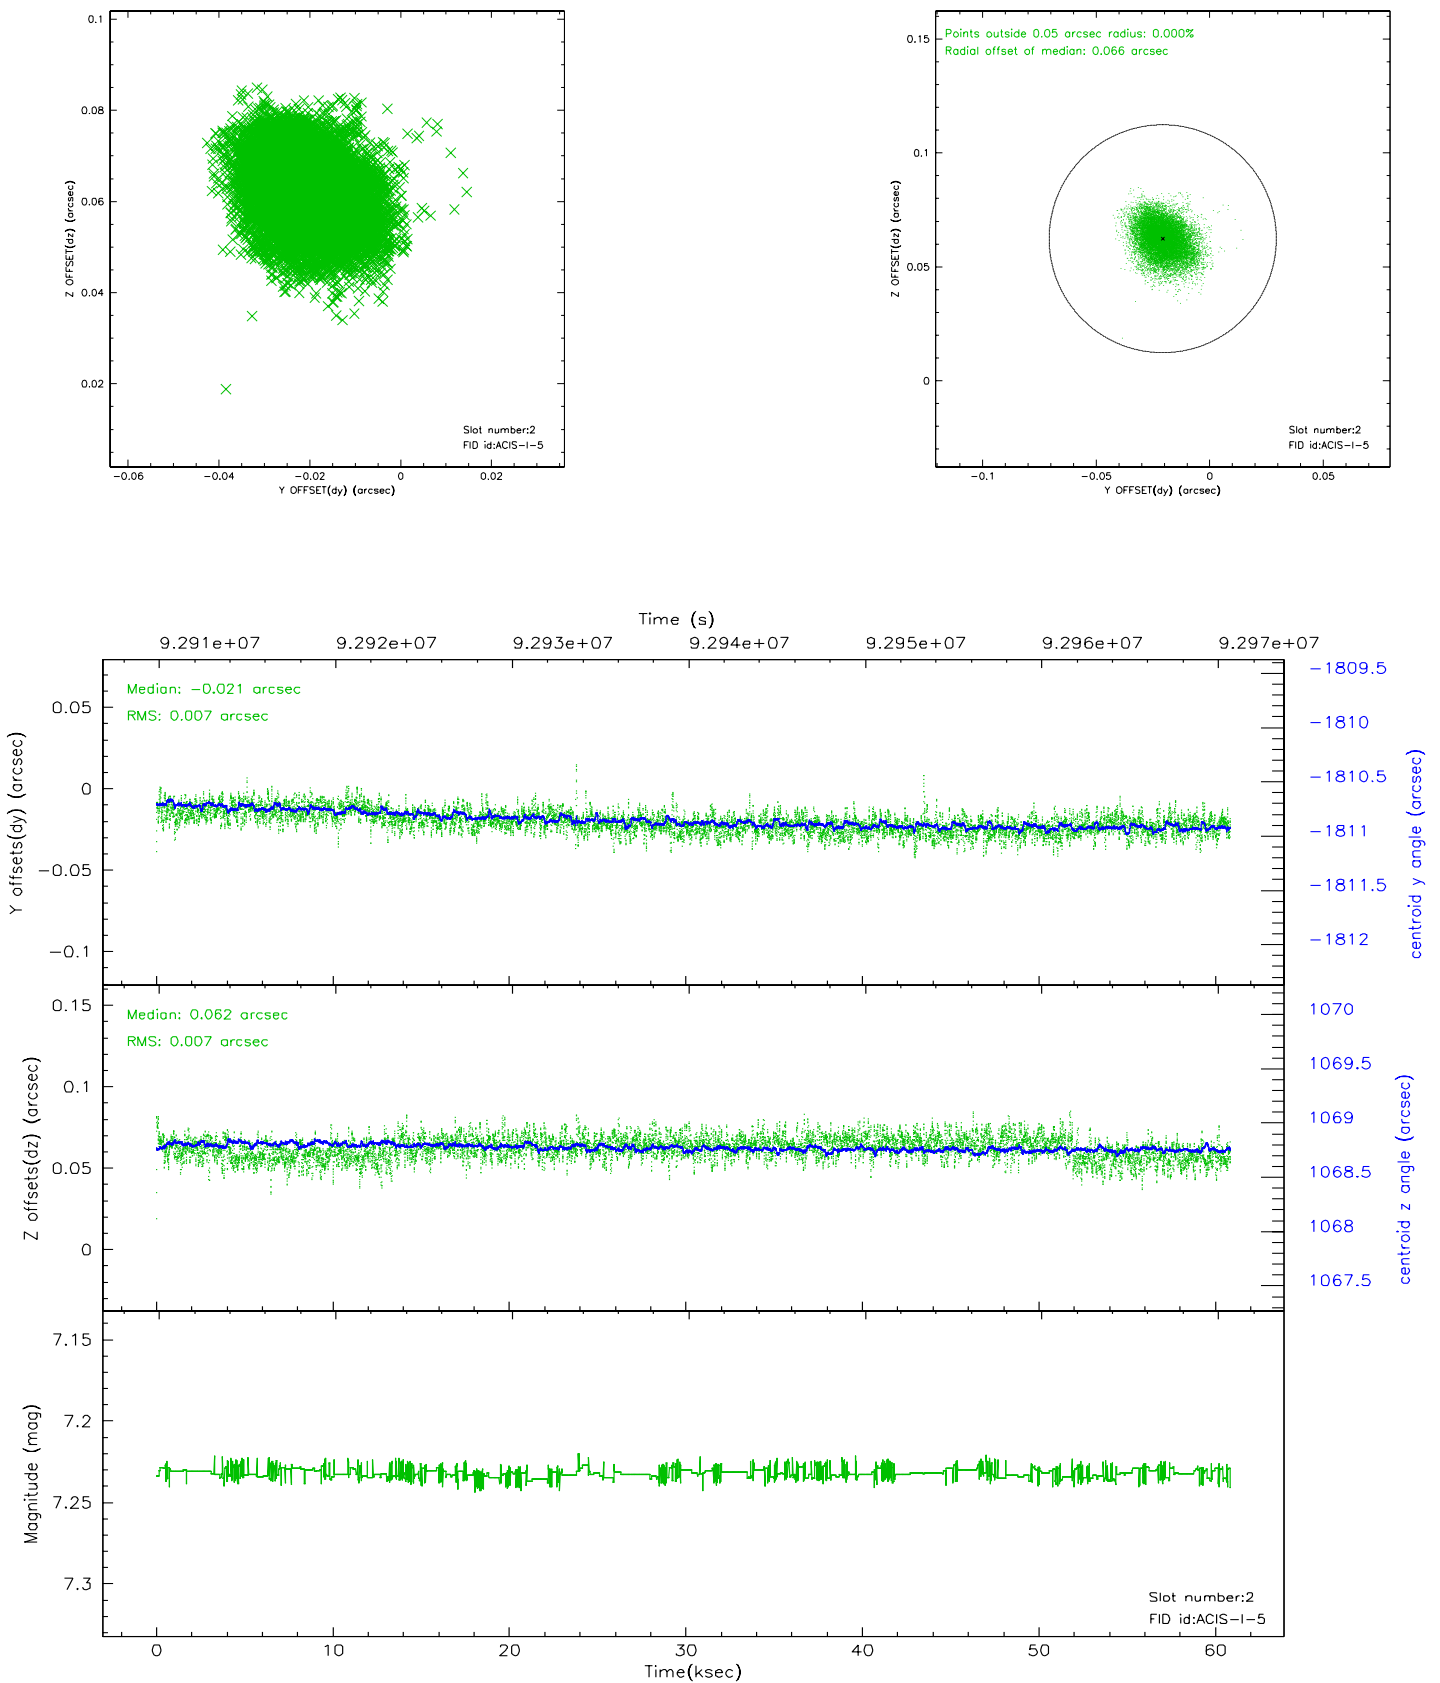 0.1
0.08
0.06
0.04
0.02
Z OFFSET(dz) (arcsec)
Slot number:2
FID id:ACIS-I-5
-0.06 -0.04 -0.02 0 0.02
Y OFFSET(dy) (arcsec)
Points outside 0.05 arcsec radius: 0.000%
Radial offset of median: 0.066 arcsec
0.15
0.1
0.05
0
Z OFFSET(dz) (arcsec)
Slot number:2
FID id:ACIS-I-5
-0.1 -0.05 0 0.05
Y OFFSET(dy) (arcsec)
Time (s)
9.291e+07 9.292e+07 9.293e+07 9.294e+07 9.295e+07 9.296e+07 9.297e+07
Median: -0.021 arcsec
RMS: 0.007 arcsec
0.05
0
-0.05
-0.1
Y offsets(dy) (arcsec)
-1809.5
-1810
-1810.5
-1811
-1811.5
-1812
centroid y angle (arcsec)
Median: 0.062 arcsec
RMS: 0.007 arcsec
0.15
0.1
0.05
0
Z offsets(dz) (arcsec)
1070
1069.5
1069
1068.5
1068
1067.5
centroid z angle (arcsec)
7.15
7.2
7.25
7.3
Magnitude (mag)
Slot number:2
FID id:ACIS-I-5
0 10 20 30 40 50 60
Time(ksec)